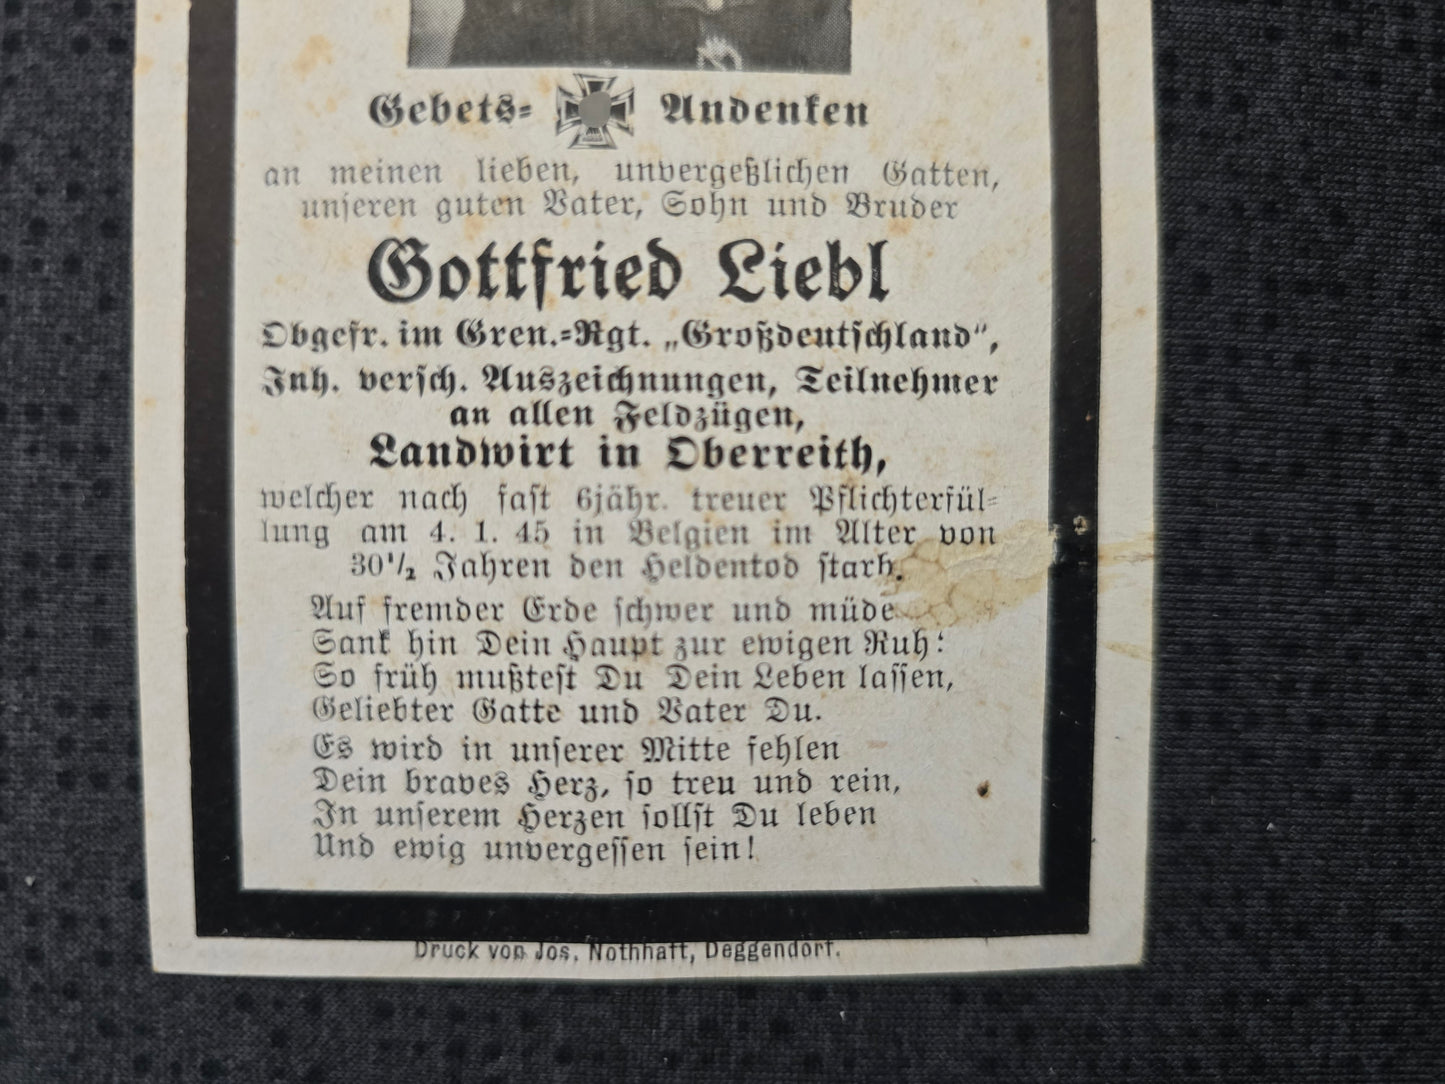 Gebets- Andenken
an meinen lieben, unvergeßlichen Gatten,
unseren guten Vater, Sohn und Bruder
Gottfried Liebl
Obgefr. im Gren.-Rgt. „Großdeutschland“,
Inh. versch. Auszeichnungen, Teilnehmer
an allen Feldzügen,
Landwirt in Oberreith,
welcher nach fast 6jähr. treuer Pflichterfül-
lung am 4. 1. 45 in Belgien im Alter von
30½ Jahren den Heldentod starb.
Auf fremder Erde schwer und müde
Sank hin Dein Haupt zur ewigen Ruh:
So früh mußtest Du Dein Leben lassen,
Geliebter Gatte und Vater Du.
Es wird in unserer Mitte fehlen
Dein braves Herz, so treu und rein,
In unserem Herzen sollst Du leben
Und ewig unvergessen sein!
Druck von Jos. Nothhaft, Deggendorf.